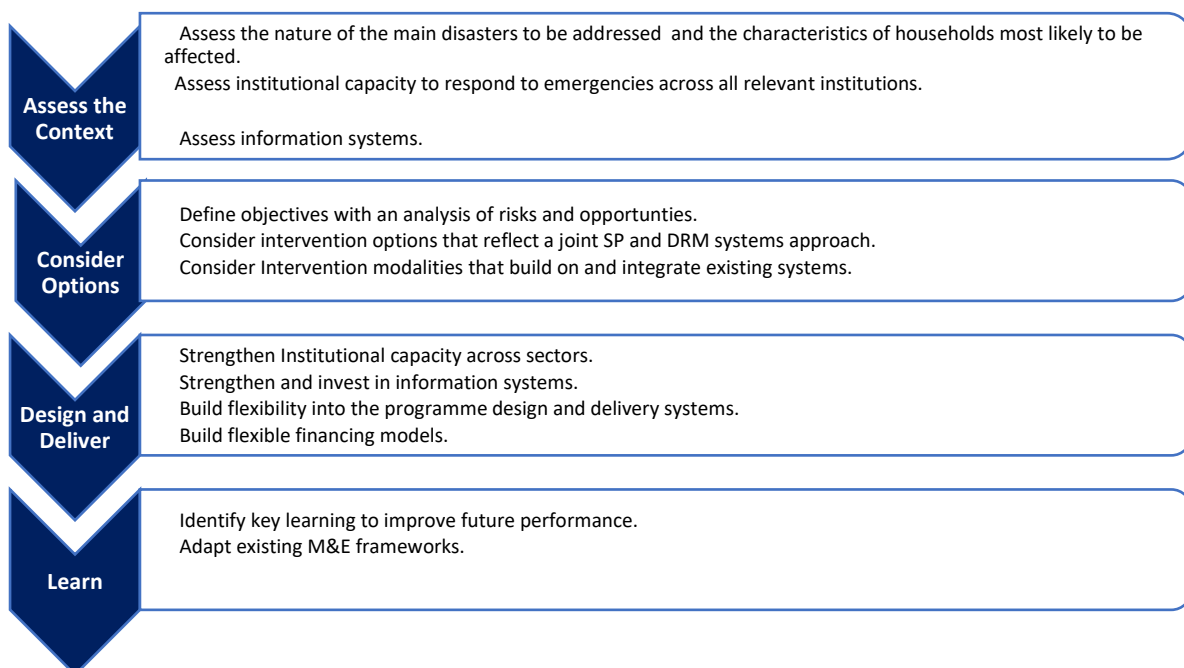 Assess the
Context
Assess the nature of the main disasters to be addressed  and the characteristics of households most likely to be
affected.
Assess institutional capacity to respond to emergencies across all relevant institutions.
Assess information systems.
Consider
Options
Define objectives with an analysis of risks and opportunties.
Consider intervention options that reflect a joint SP and DRM systems approach.
Consider Intervention modalities that build on and integrate existing systems.
Design and
Deliver
Strengthen Institutional capacity across sectors.
Strengthen and invest in information systems.
Build flexibility into the programme design and delivery systems.
Build flexible financing models.
Learn
Identify key learning to improve future performance.
Adapt existing M&E frameworks.